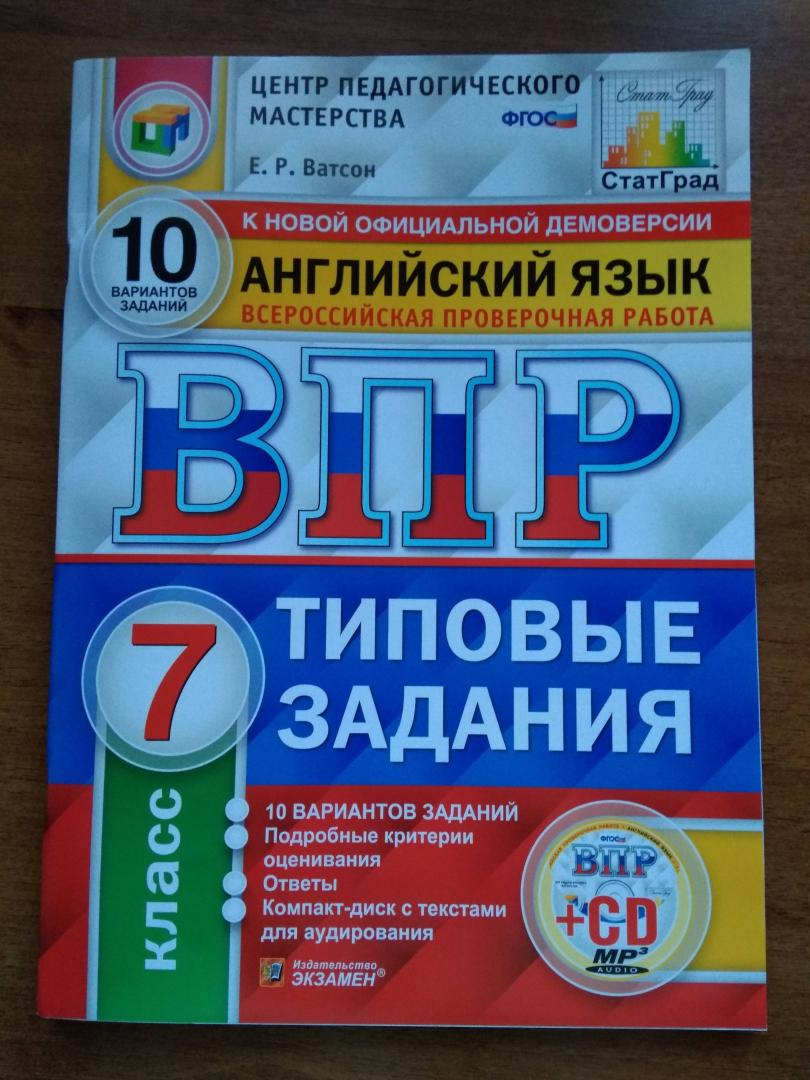 ЦЕНТР ПЕДАГОГИЧЕСКОГО
МАСТЕРСТВА
ФГОС
Е. Р. Ватсон
СтатГрад
СтатГрад
К НОВОЙ ОФИЦИАЛЬНОЙ ДЕМОВЕРСИИ
10
ВАРИАНТОВ
ЗАДАНИЙ
АНГЛИЙСКИЙ ЯЗЫК
ВСЕРОССИЙСКАЯ ПРОВЕРОЧНАЯ РАБОТА
ВПР
7
класс
ТИПОВЫЕ
ЗАДАНИЯ
10 ВАРИАНТОВ ЗАДАНИЙ
Подробные критерии
оценивания
Ответы
Компакт-диск с текстами
для аудирования
Издательство
ЭКЗАМЕН®
ФГОС
ВПР
+CD
MP3
AUDIO